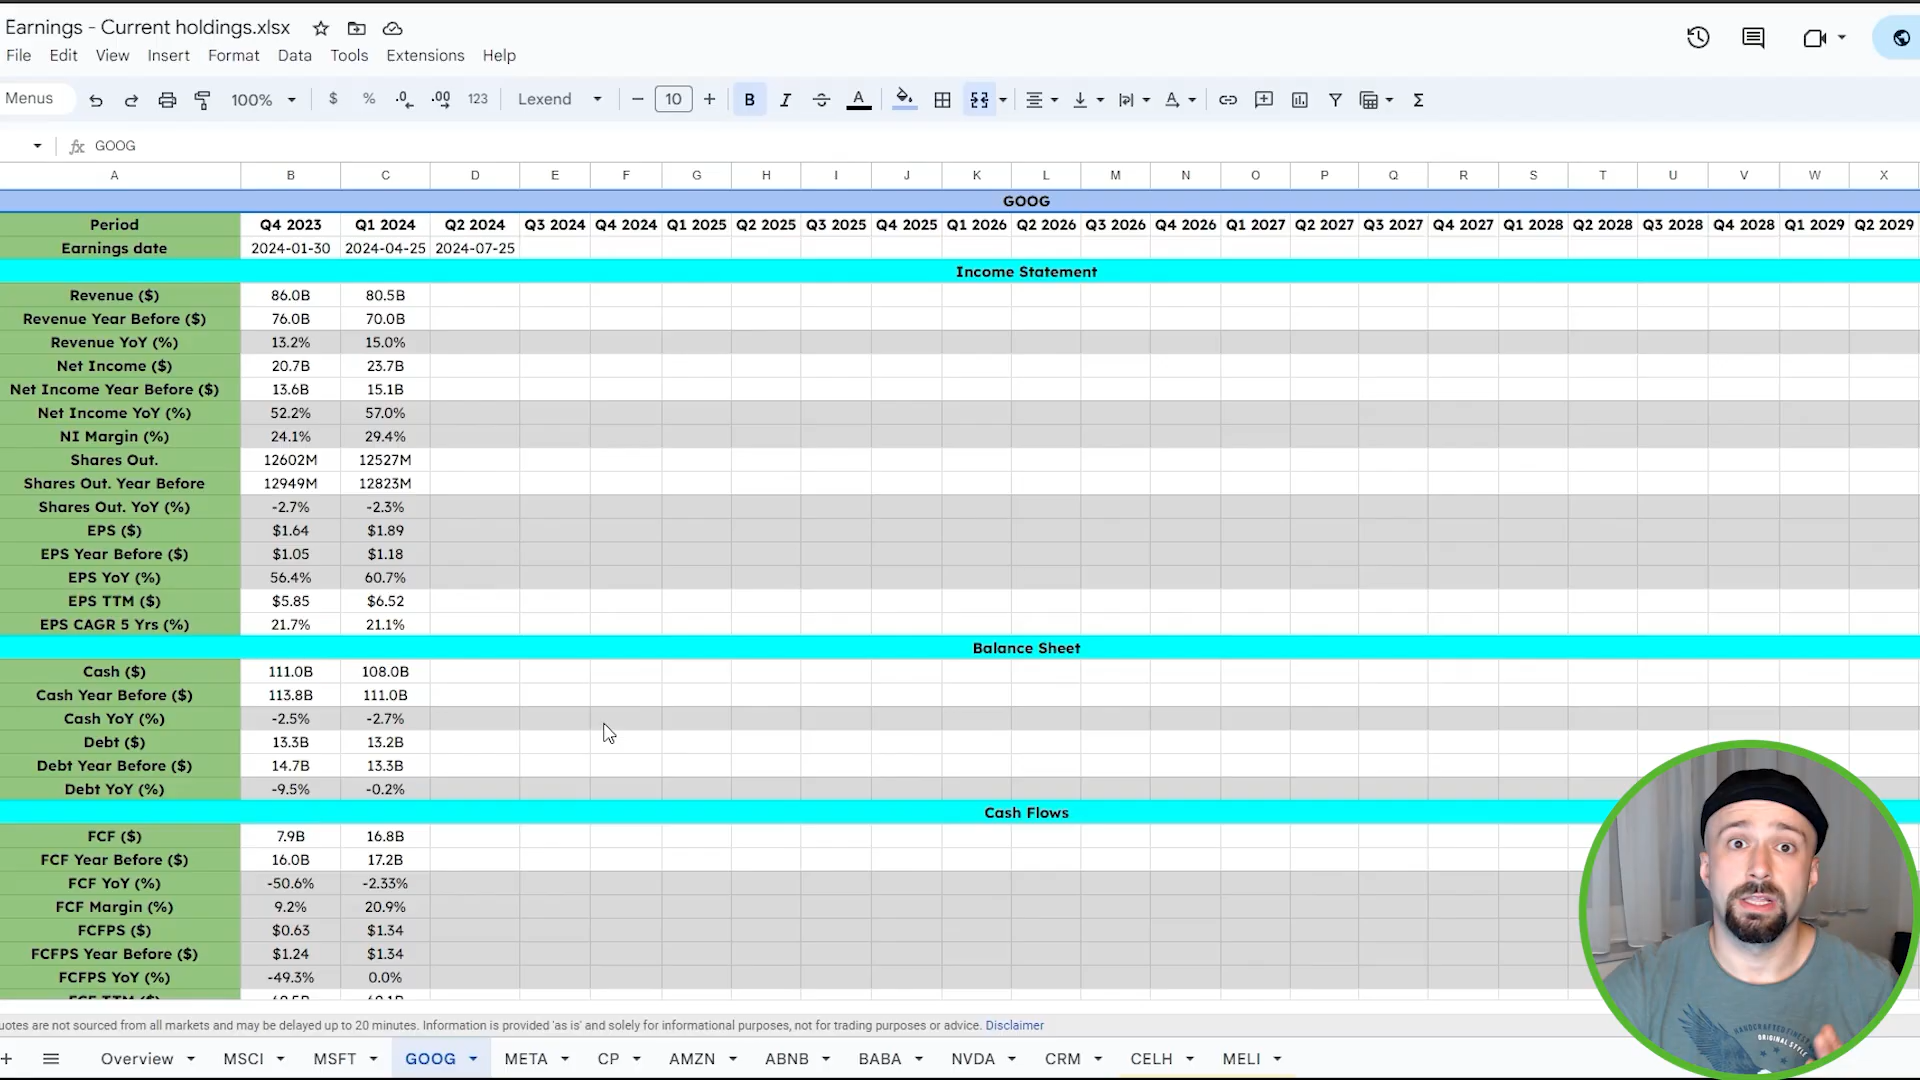 Earnings - Current holdings.xlsx
File Edit View Insert Format Data Tools Extensions Help
Menus 100% $ % .0 .00 123 Lexend 10 B I A Σ
fx GOOG
A B C D E F G H I J K L M N O P Q R S T U V W X
GOOG
Period Q4 2023 Q1 2024 Q2 2024 Q3 2024 Q4 2024 Q1 2025 Q2 2025 Q3 2025 Q4 2025 Q1 2026 Q2 2026 Q3 2026 Q4 2026 Q1 2027 Q2 2027 Q3 2027 Q4 2027 Q1 2028 Q2 2028 Q3 2028 Q4 2028 Q1 2029 Q2 2029
Earnings date 2024-01-30 2024-04-25 2024-07-25
Income Statement
Revenue ($) 86.0B 80.5B
Revenue Year Before ($) 76.0B 70.0B
Revenue YoY (%) 13.2% 15.0%
Net Income ($) 20.7B 23.7B
Net Income Year Before ($) 13.6B 15.1B
Net Income YoY (%) 52.2% 57.0%
NI Margin (%) 24.1% 29.4%
Shares Out. 12602M 12527M
Shares Out. Year Before 12949M 12823M
Shares Out. YoY (%) -2.7% -2.3%
EPS ($) $1.64 $1.89
EPS Year Before ($) $1.05 $1.18
EPS YoY (%) 56.4% 60.7%
EPS TTM ($) $5.85 $6.52
EPS CAGR 5 Yrs (%) 21.7% 21.1%
Balance Sheet
Cash ($) 111.0B 108.0B
Cash Year Before ($) 113.8B 111.0B
Cash YoY (%) -2.5% -2.7%
Debt ($) 13.3B 13.2B
Debt Year Before ($) 14.7B 13.3B
Debt YoY (%) -9.5% -0.2%
Cash Flows
FCF ($) 7.9B 16.8B
FCF Year Before ($) 16.0B 17.2B
FCF YoY (%) -50.6% -2.33%
FCF Margin (%) 9.2% 20.9%
FCFPS ($) $0.63 $1.34
FCFPS Year Before ($) $1.24 $1.34
FCFPS YoY (%) -49.3% 0.0%
FCF TTM ($)
uotes are not sourced from all markets and may be delayed up to 20 minutes. Information is provided 'as is' and solely for informational purposes, not for trading purposes or advice. Disclaimer
Overview MSCI MSFT GOOG META CP AMZN ABNB BABA NVDA CRM CELH MELI
HANDCRAFTED
ORIGINAL STYLE